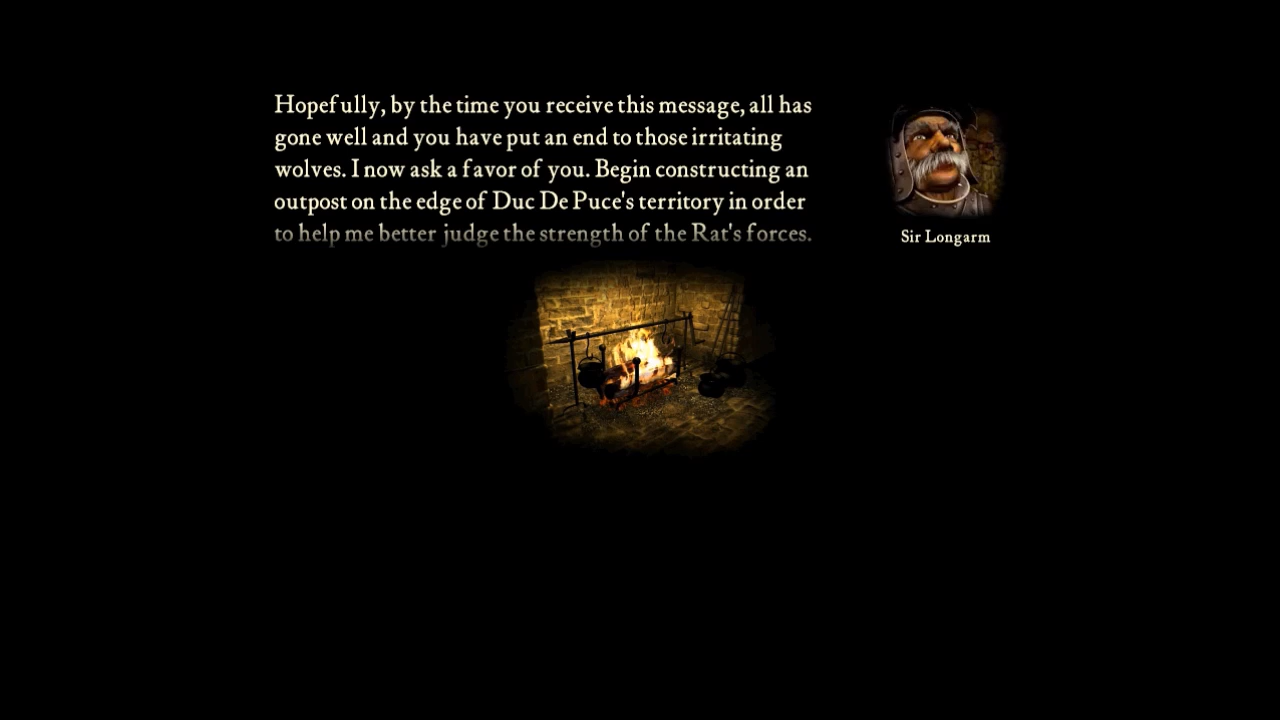 Hopefully, by the time you receive this message, all has
gone well and you have put an end to those irritating
wolves. I now ask a favor of you. Begin constructing an
outpost on the edge of Duc De Puce's territory in order
to help me better judge the strength of the Rat's forces.
Sir Longarm